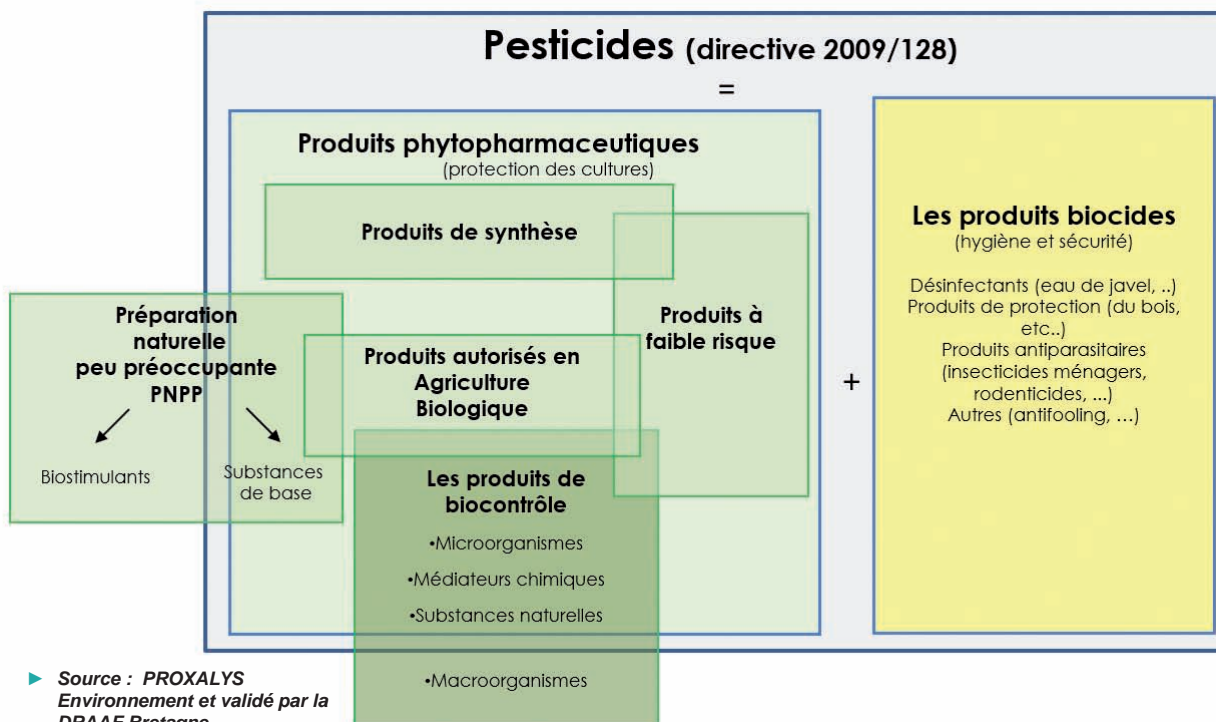 Pesticides (directive 2009/128)
=
Produits phytopharmaceutiques
(protection des cultures)
Produits de synthèse
Préparation
naturelle
peu préoccupante
PNPP
Biostimulants
Substances
de base
Produits autorisés en
Agriculture
Biologique
Produits à
faible risque
Les produits de
biocontrôle
•Microorganismes
•Médiateurs chimiques
•Substances naturelles
•Macroorganismes
+
Les produits biocides
(hygiène et sécurité)
Désinfectants (eau de javel, ..)
Produits de protection (du bois,
etc..)
Produits antiparasitaires
(insecticides ménagers,
rodenticides, ...)
Autres (antifooling, …)
► Source : PROXALYS
Environnement et validé par la
DRAAF Bretagne